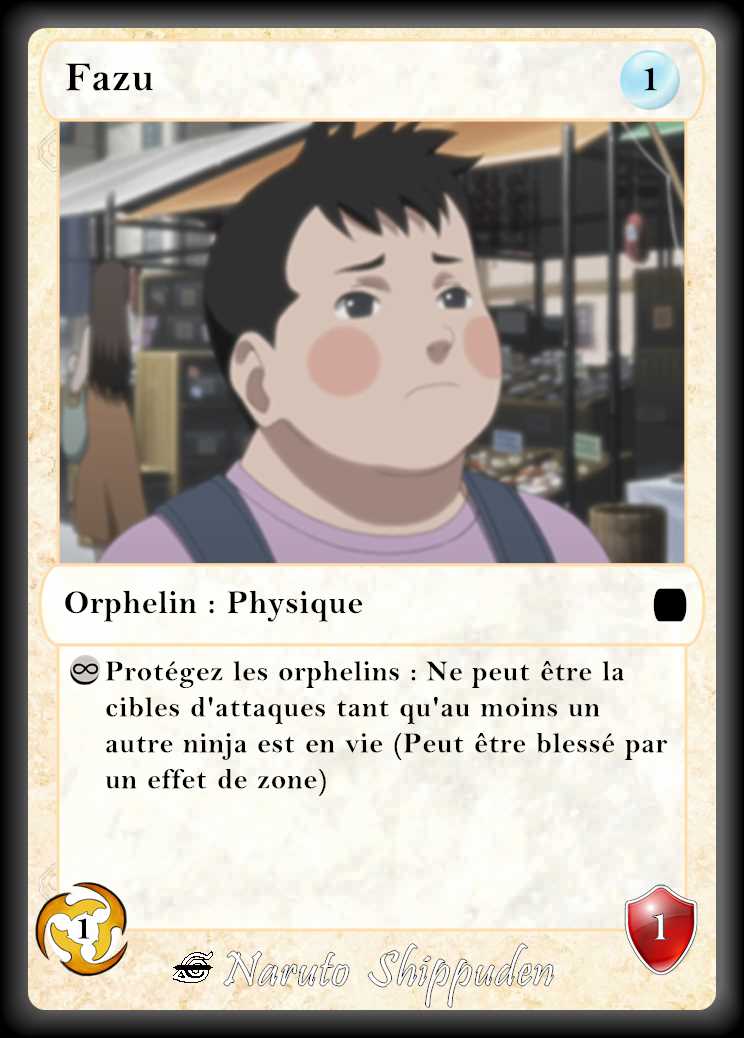 Fazu
1
Orphelin : Physique
Protégez les orphelins : Ne peut être la
cibles d'attaques tant qu'au moins un
autre ninja est en vie (Peut être blessé par
un effet de zone)
1
1
Naruto Shippuden